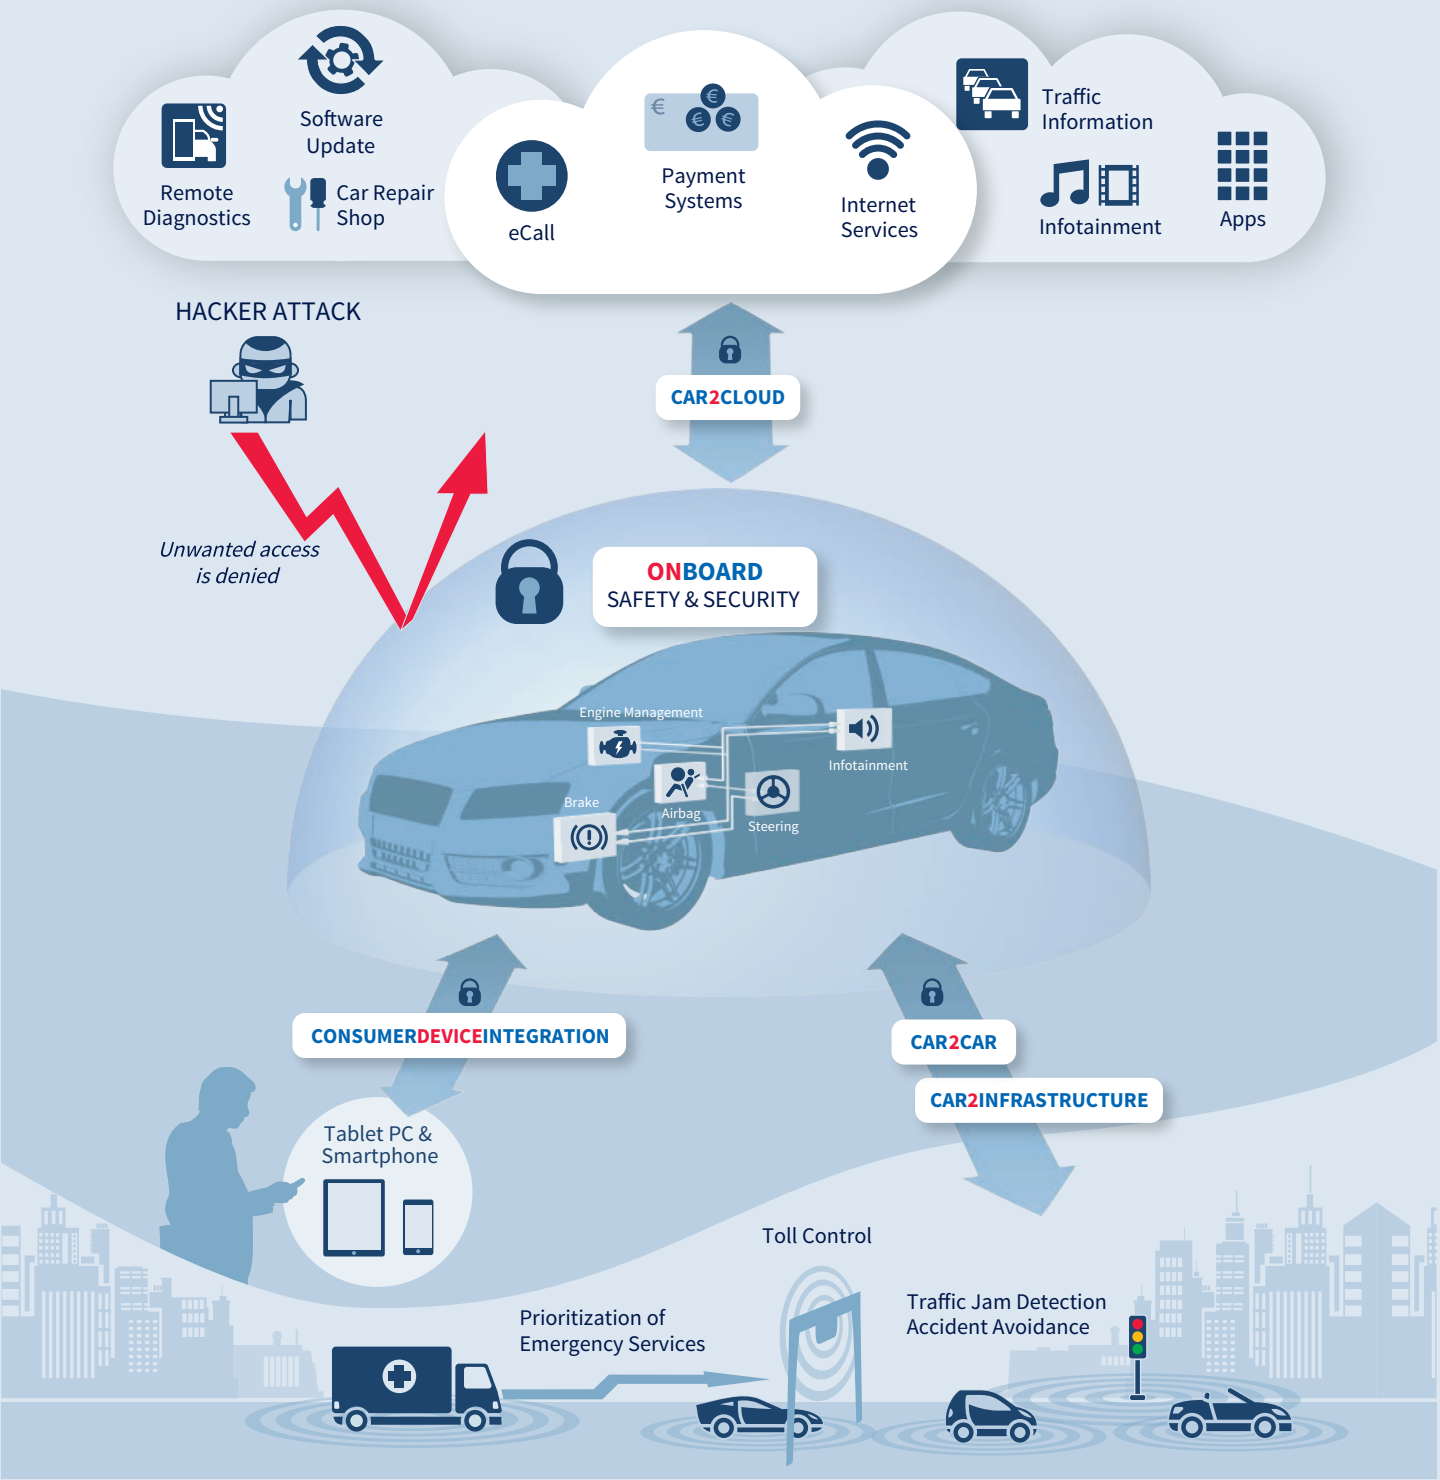 Software
Update
Remote
Diagnostics
Car Repair
Shop
eCall
€
€
€
€
Payment
Systems
Internet
Services
Traffic
Information
Infotainment
Apps
HACKER ATTACK
Unwanted access
is denied
CAR2CLOUD
ONBOARD
SAFETY & SECURITY
Engine Management
Infotainment
Brake
Airbag
Steering
CONSUMERDEVICEINTEGRATION
CAR2CAR
CAR2INFRASTRUCTURE
Tablet PC &
Smartphone
Toll Control
Prioritization of
Emergency Services
Traffic Jam Detection
Accident Avoidance